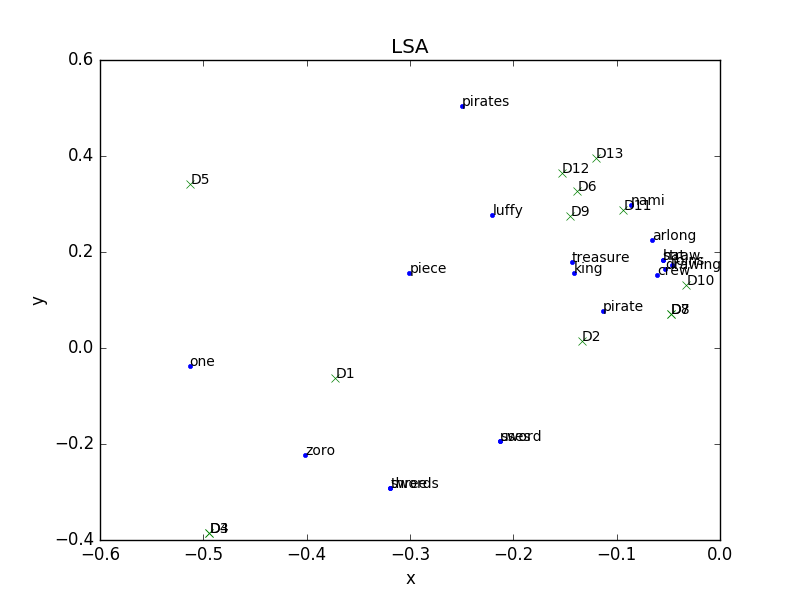 LSA
0.6
pirates
0.4
D13
D12
D5
D6
nami
D11
luffy
D9
arlong
0.2
treasure
piece
king
crew
D10
pirate
y
0.0
D2
one
D1
−0.2
sword
zoro
D3
−0.4
−0.6
−0.5
−0.4
−0.3
−0.2
−0.1
0.0
x